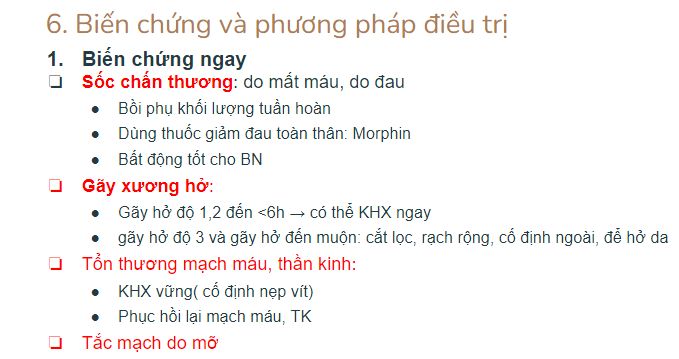 6. Biến chứng và phương pháp điều trị
1. Biến chứng ngay
❏ Sốc chấn thương: do mất máu, do đau
● Bồi phụ khối lượng tuần hoàn
● Dùng thuốc giảm đau toàn thân: Morphin
● Bất động tốt cho BN
❏ Gãy xương hở:
● Gãy hở độ 1,2 đến <6h → có thể KHX ngay
● gãy hở độ 3 và gãy hở đến muộn: cắt lọc, rạch rộng, cố định ngoài, để hở da
❏ Tổn thương mạch máu, thần kinh:
● KHX vững( cố định nẹp vít)
● Phục hồi lại mạch máu, TK
❏ Tắc mạch do mỡ